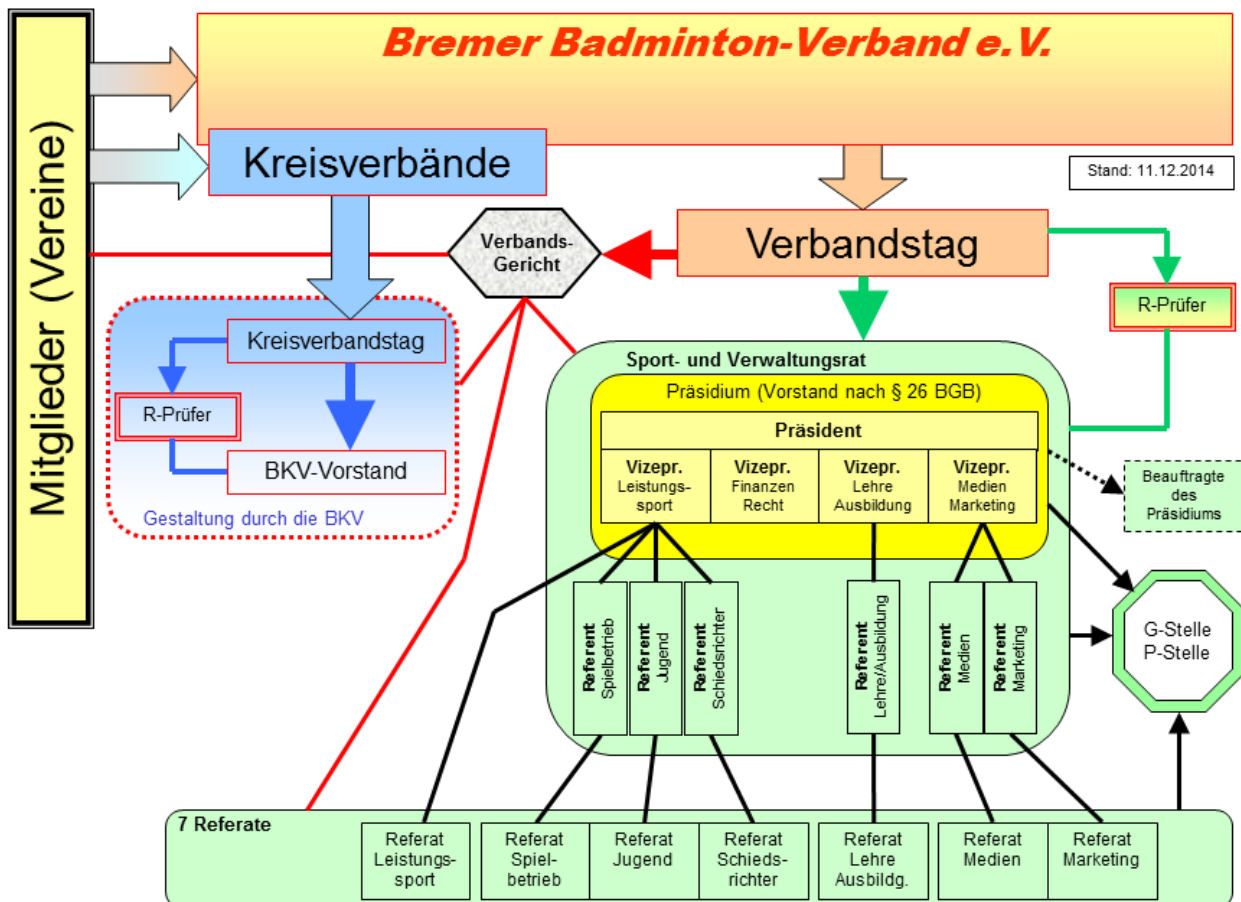 Bremer Badminton-Verband e.V.
Mitglieder (Vereine)
Kreisverbände
Stand: 11.12.2014
Verbands-
Gericht
Verbandstag
R-Prüfer
Kreisverbandstag
R-Prüfer
BKV-Vorstand
Gestaltung durch die BKV
Sport- und Verwaltungsrat
Präsidium (Vorstand nach § 26 BGB)
Präsident
Vizepr.
Leistungs-
sport
Vizepr.
Finanzen
Recht
Vizepr.
Lehre
Ausbildung
Vizepr.
Medien
Marketing
Beauftragte
des
Präsidiums
Referent
Spielbetrieb
Referent
Jugend
Referent
Schiedsrichter
Referent
Lehre/Ausbildung
Referent
Medien
Referent
Marketing
G-Stelle
P-Stelle
7 Referate
Referat
Leistungs-
sport
Referat
Spiel-
betrieb
Referat
Jugend
Referat
Schieds-
richter
Referat
Lehre
Ausbildg.
Referat
Medien
Referat
Marketing